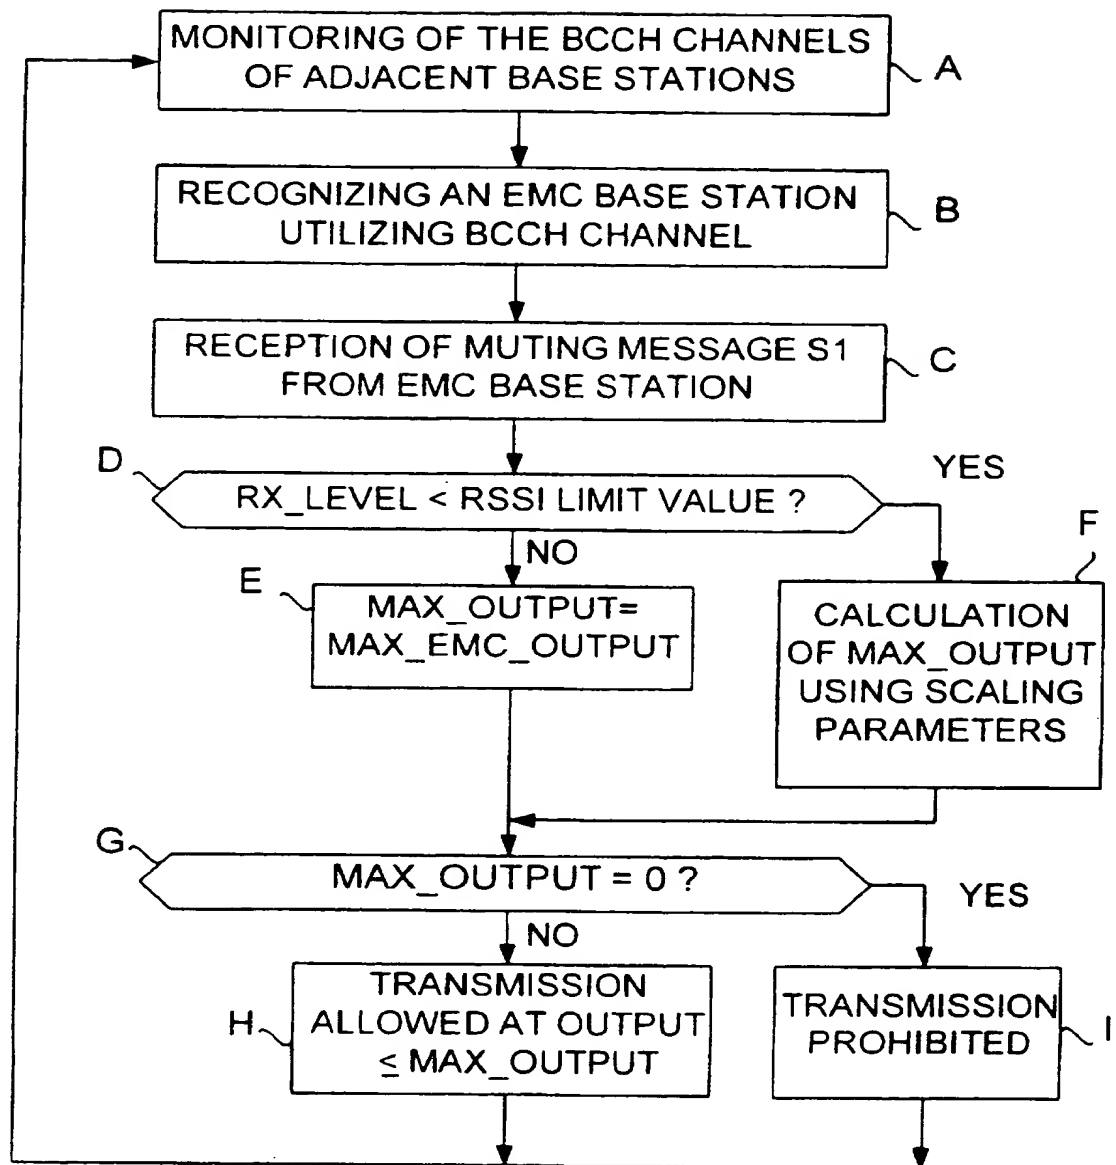 MONITORING OF THE BCCH CHANNELS
OF ADJACENT BASE STATIONS
A
RECOGNIZING AN EMC BASE STATION
UTILIZING BCCH CHANNEL
B
RECEPTION OF MUTING MESSAGE S1
FROM EMC BASE STATION
C
D
RX_LEVEL < RSSI LIMIT VALUE ?
YES
NO
E
MAX_OUTPUT=
MAX_EMC_OUTPUT
F
CALCULATION
OF MAX_OUTPUT
USING SCALING
PARAMETERS
G
MAX_OUTPUT = 0 ?
YES
NO
H
TRANSMISSION
ALLOWED AT OUTPUT
≤ MAX_OUTPUT
TRANSMISSION
PROHIBITED
I